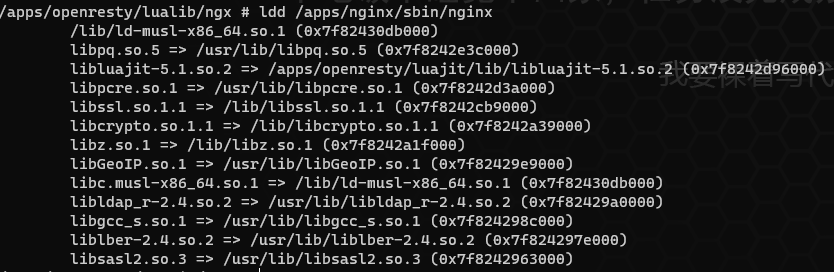 /apps/openresty/lualib/ngx # ldd /apps/nginx/sbin/nginx
/lib/ld-musl-x86_64.so.1 (0x7f82430db000)
libpq.so.5 => /usr/lib/libpq.so.5 (0x7f8242e3c000)
libluajit-5.1.so.2 => /apps/openresty/luajit/lib/libluajit-5.1.so.2 (0x7f8242d96000)
libpcre.so.1 => /usr/lib/libpcre.so.1 (0x7f8242d3a000)
libssl.so.1.1 => /lib/libssl.so.1.1 (0x7f8242cb9000)
libcrypto.so.1.1 => /lib/libcrypto.so.1.1 (0x7f8242a39000)
libz.so.1 => /lib/libz.so.1 (0x7f8242a1f000)
libGeoIP.so.1 => /usr/lib/libGeoIP.so.1 (0x7f82429e9000)
libc.musl-x86_64.so.1 => /lib/ld-musl-x86_64.so.1 (0x7f82430db000)
libldap_r-2.4.so.2 => /usr/lib/libldap_r-2.4.so.2 (0x7f82429a0000)
libgcc_s.so.1 => /usr/lib/libgcc_s.so.1 (0x7f824298c000)
liblber-2.4.so.2 => /usr/lib/liblber-2.4.so.2 (0x7f824297e000)
libsasl2.so.3 => /usr/lib/libsasl2.so.3 (0x7f8242963000)